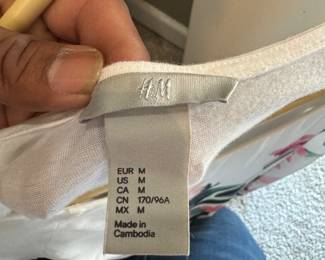 H&M
EUR M
US M
CA M
CN 170/96A
MX M
Made in
Cambodia